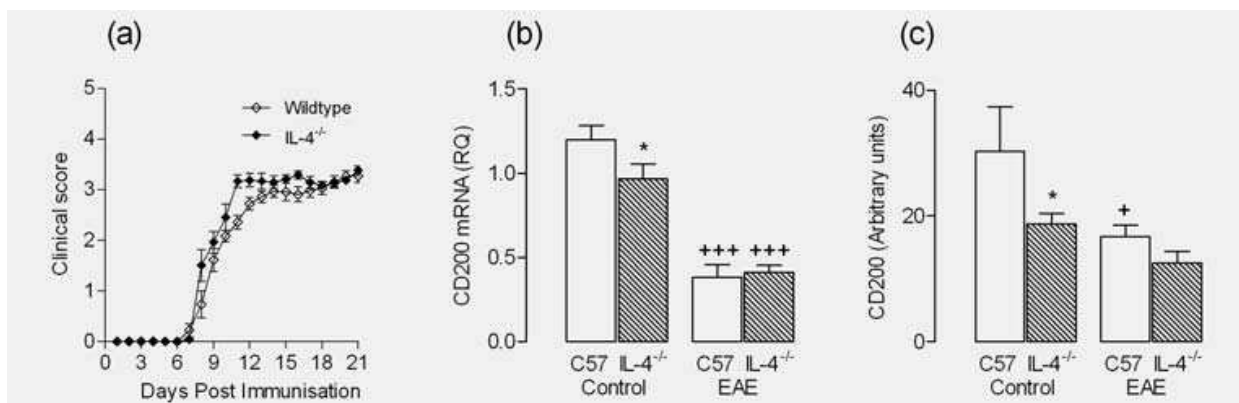 (a)
5
4
3
2
1
0
Clinical score
Wildtype
IL-4-/-
0 3 6 9 12 15 18 21
Days Post Immunisation
(b)
1.5
1.0
0.5
0.0
CD200 mRNA (RQ)
*
+++ +++
C57 IL-4-/- C57 IL-4-/-
Control EAE
(c)
40
20
0
CD200 (Arbitrary units)
*
+
C57 IL-4-/- C57 IL-4-/-
Control EAE